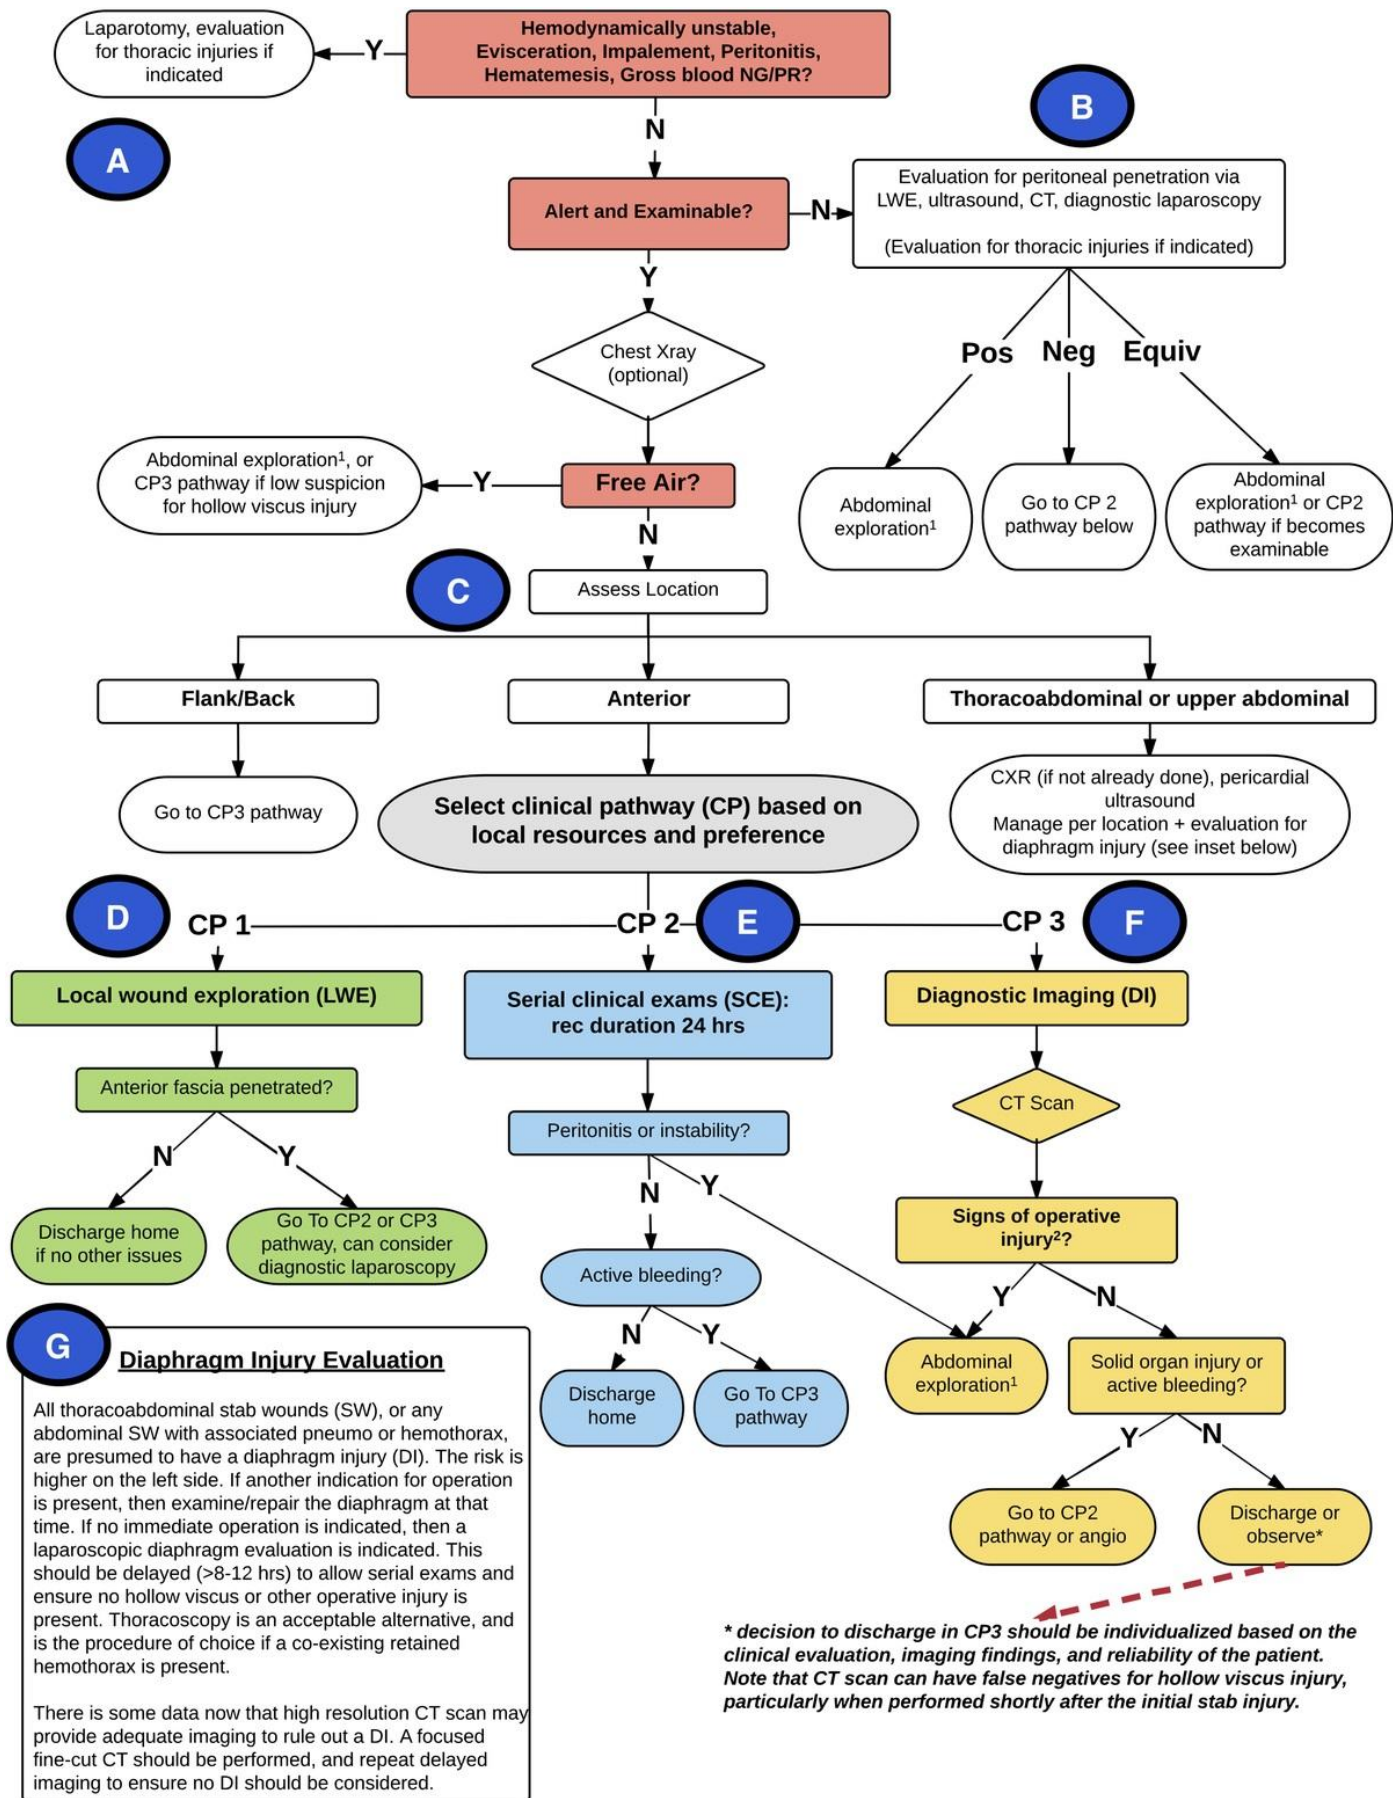 Laparotomy, evaluation
for thoracic injuries if
indicated
Y
Hemodynamically unstable,
Evisceration, Impalement, Peritonitis,
Hematemesis, Gross blood NG/PR?
A
N
B
Alert and Examinable?
N
Evaluation for peritoneal penetration via
LWE, ultrasound, CT, diagnostic laparoscopy
(Evaluation for thoracic injuries if indicated)
Y
Chest Xray
(optional)
Pos Neg Equiv
Abdominal
exploration¹
Go to CP 2
pathway below
Abdominal
exploration¹ or CP2
pathway if becomes
examinable
Abdominal exploration¹, or
CP3 pathway if low suspicion
for hollow viscus injury
Y
Free Air?
N
C
Assess Location
Flank/Back
Anterior
Thoracoabdominal or upper abdominal
Go to CP3 pathway
Select clinical pathway (CP) based on
local resources and preference
CXR (if not already done), pericardial
ultrasound
Manage per location + evaluation for
diaphragm injury (see inset below)
D
CP 1
CP 2
E
CP 3
F
Local wound exploration (LWE)
Anterior fascia penetrated?
N
Y
Discharge home
if no other issues
Go To CP2 or CP3
pathway, can consider
diagnostic laparoscopy
Serial clinical exams (SCE):
rec duration 24 hrs
Peritonitis or instability?
N
Y
Active bleeding?
N
Y
Discharge
home
Go To CP3
pathway
Diagnostic Imaging (DI)
CT Scan
Signs of operative
injury²?
Y
N
Abdominal
exploration¹
Solid organ injury or
active bleeding?
Y
N
Go to CP2
pathway or angio
Discharge or
observe*
* decision to discharge in CP3 should be individualized based on the
clinical evaluation, imaging findings, and reliability of the patient.
Note that CT scan can have false negatives for hollow viscus injury,
particularly when performed shortly after the initial stab injury.
G
Diaphragm Injury Evaluation
All thoracoabdominal stab wounds (SW), or any
abdominal SW with associated pneumo or hemothorax,
are presumed to have a diaphragm injury (DI). The risk is
higher on the left side. If another indication for operation
is present, then examine/repair the diaphragm at that
time. If no immediate operation is indicated, then a
laparoscopic diaphragm evaluation is indicated. This
should be delayed (>8-12 hrs) to allow serial exams and
ensure no hollow viscus or other operative injury is
present. Thoracoscopy is an acceptable alternative, and
is the procedure of choice if a co-existing retained
hemothorax is present.
There is some data now that high resolution CT scan may
provide adequate imaging to rule out a DI. A focused
fine-cut CT should be performed, and repeat delayed
imaging to ensure no DI should be considered.